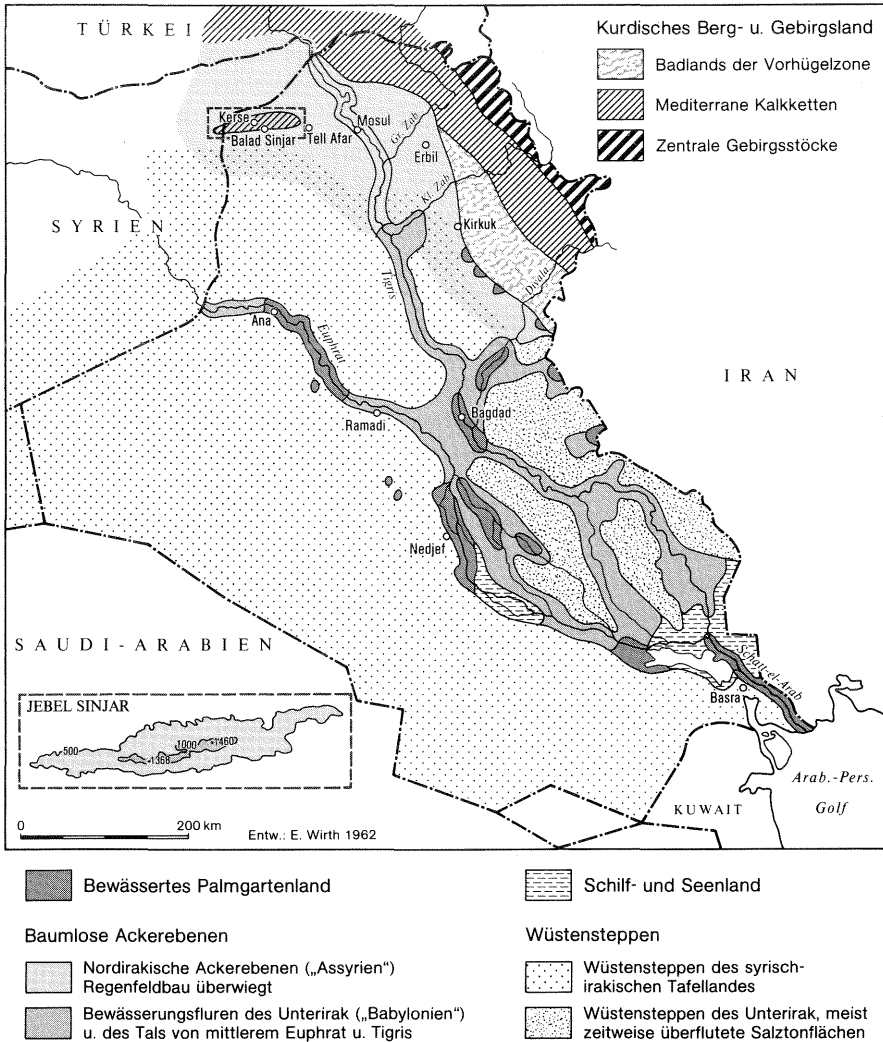 TÜRKEI
Kurdisches Berg- u. Gebirgsland
Badlands der Vorhügelzone
Mediterrane Kalkketten
Zentrale Gebirgsstöcke
Kerse
Balad Sinjar
Tell Afar
Mosul
Gr. Zab
Erbil
Kl. Zab
SYRIEN
Kirkuk
Tigris
Diyala
Ana
Euphrat
IRAN
Ramadi
Bagdad
Nedjef
SAUDI-ARABIEN
Schatt-el-Arab
Basra
JEBEL SINJAR
500
1000
1460
1368
Arab.-Pers.
Golf
KUWAIT
0
200 km
Entw.: E. Wirth 1962
Bewässertes Palmgartenland
Schilf- und Seenland
Baumlose Ackerebenen
Wüstensteppen
Nordirakische Ackerebenen („Assyrien")
Regenfeldbau überwiegt
Wüstensteppen des syrisch-
irakischen Tafellandes
Bewässerungsfluren des Unterirak („Babylonien")
u. des Tals von mittlerem Euphrat u. Tigris
Wüstensteppen des Unterirak, meist
zeitweise überflutete Salztonflächen